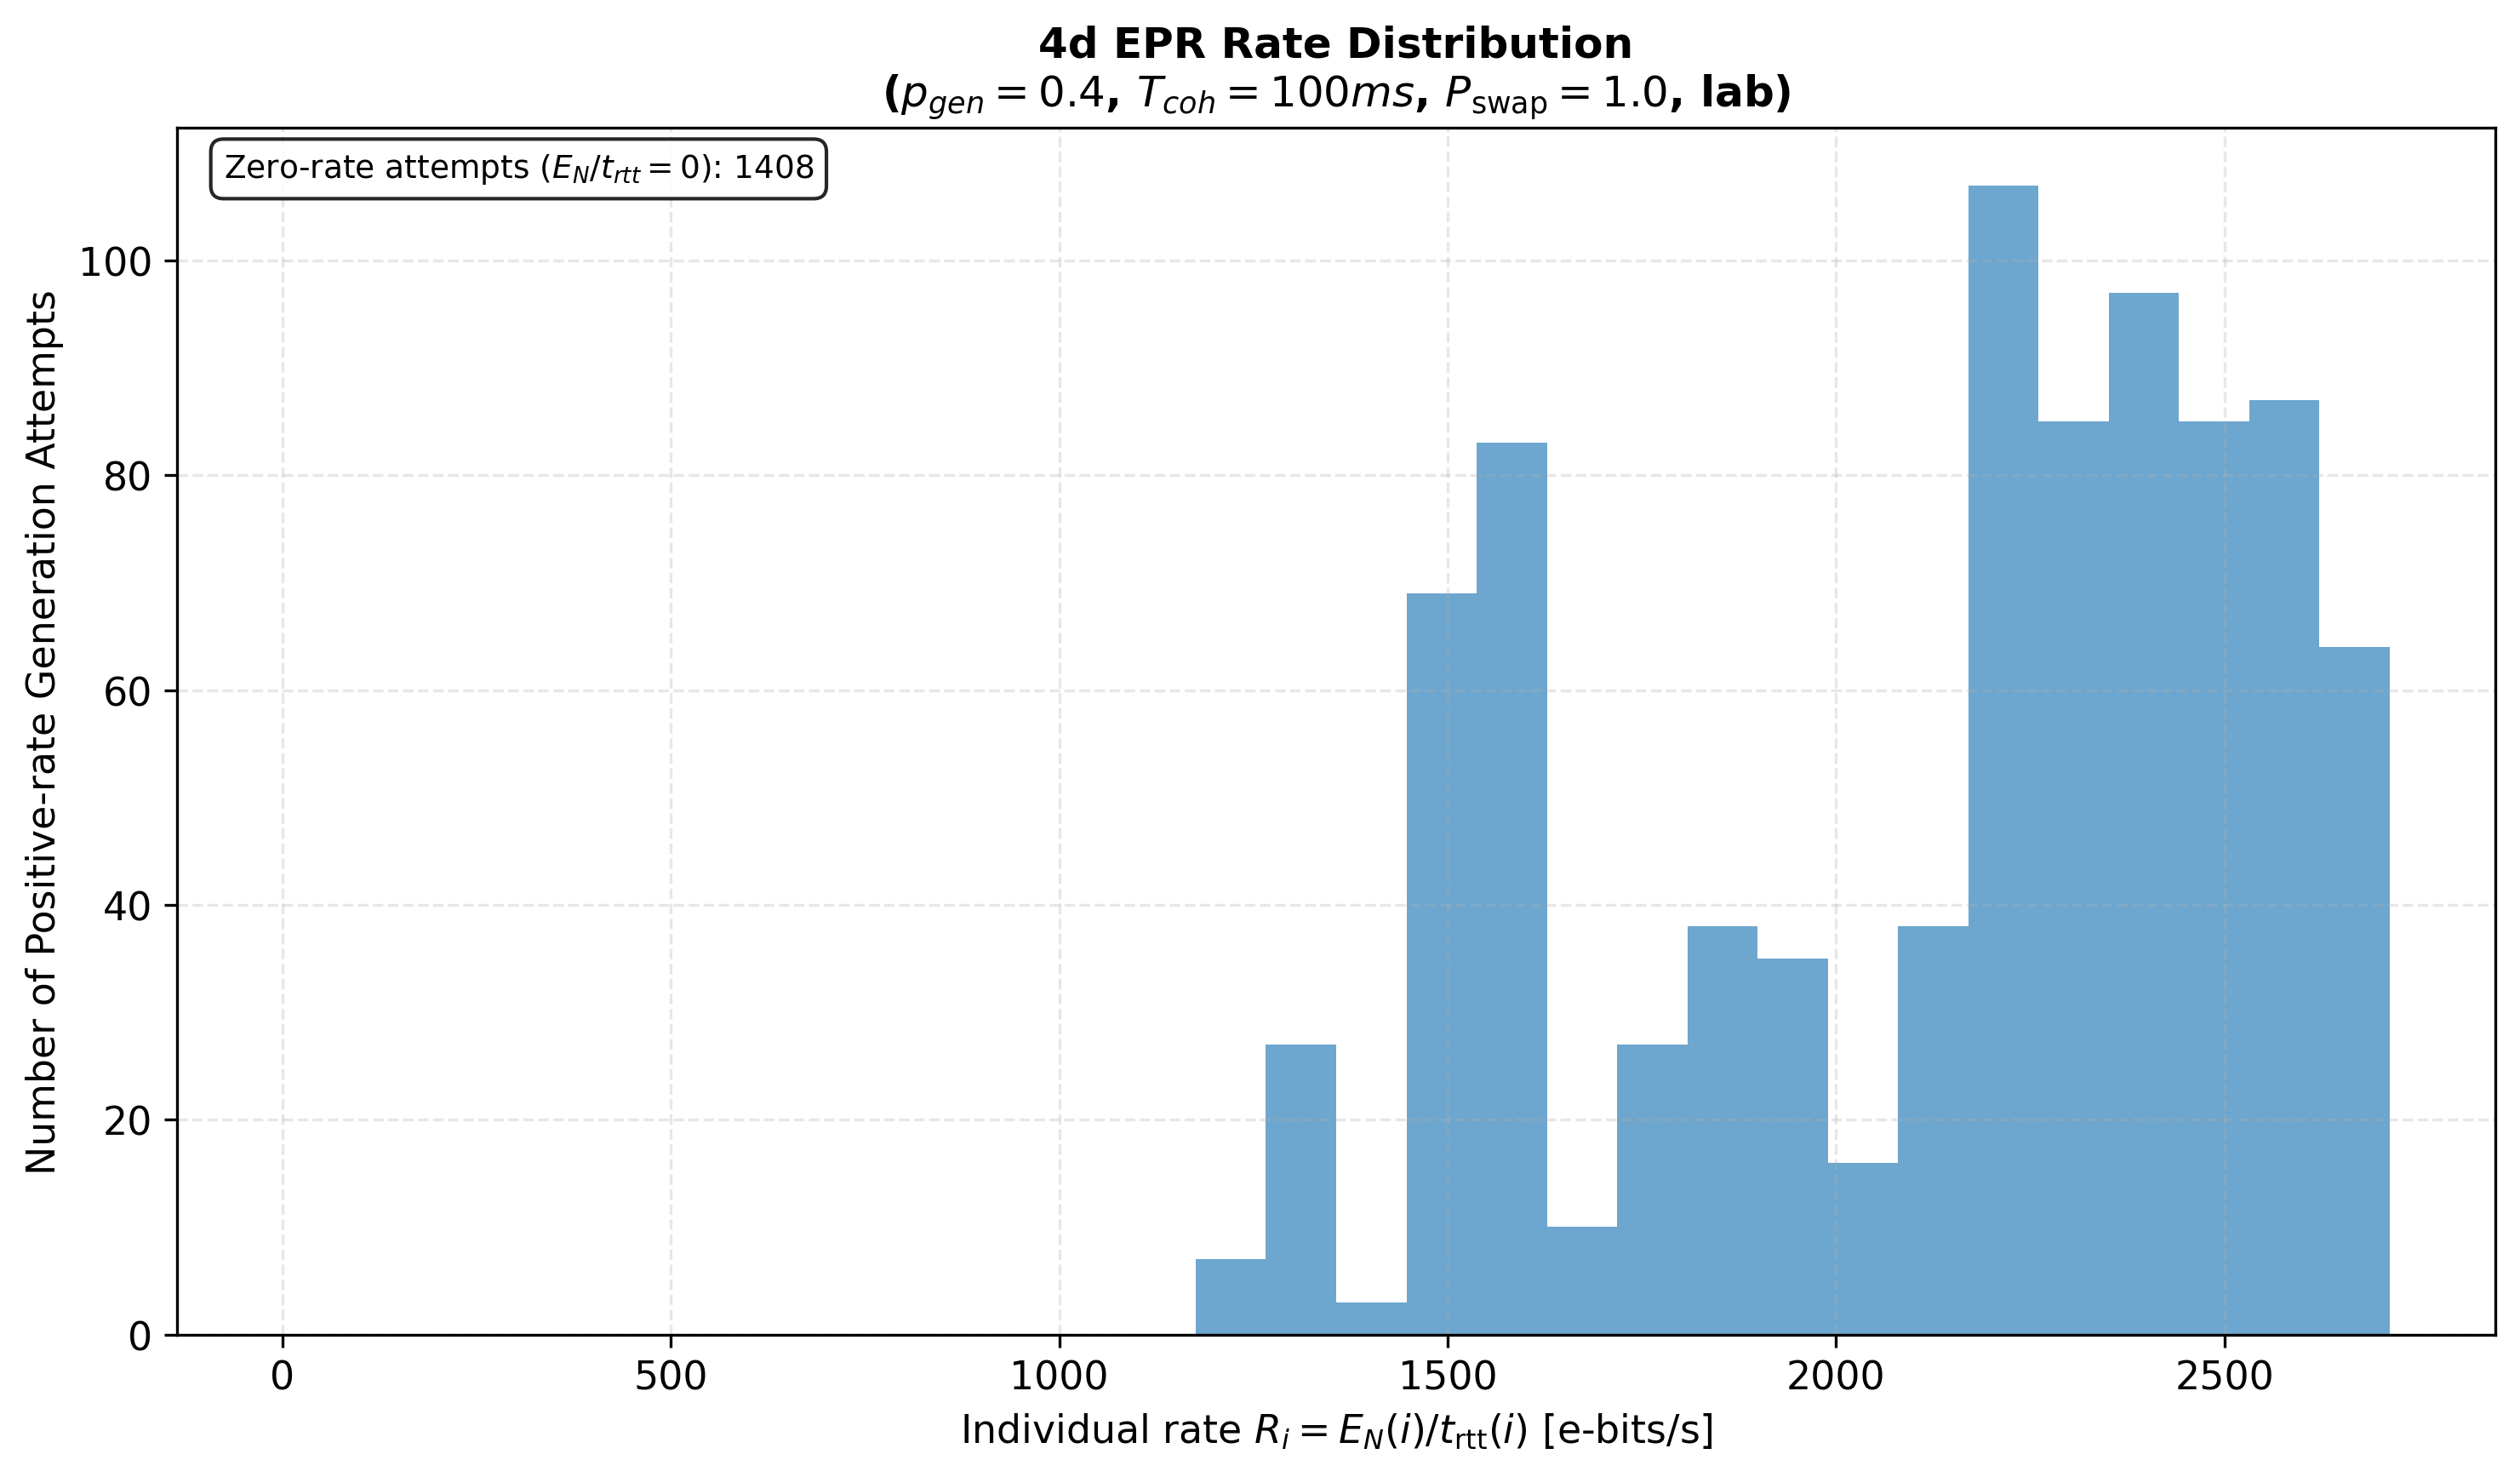 4d EPR Rate Distribution
(p_gen = 0.4, T_coh = 100ms, P_swap = 1.0, lab)
Zero-rate attempts (E_N/t_rtt = 0): 1408
Number of Positive-rate Generation Attempts
100
80
60
40
20
0
0 500 1000 1500 2000 2500
Individual rate R_i = E_N(i)/t_rtt(i) [e-bits/s]